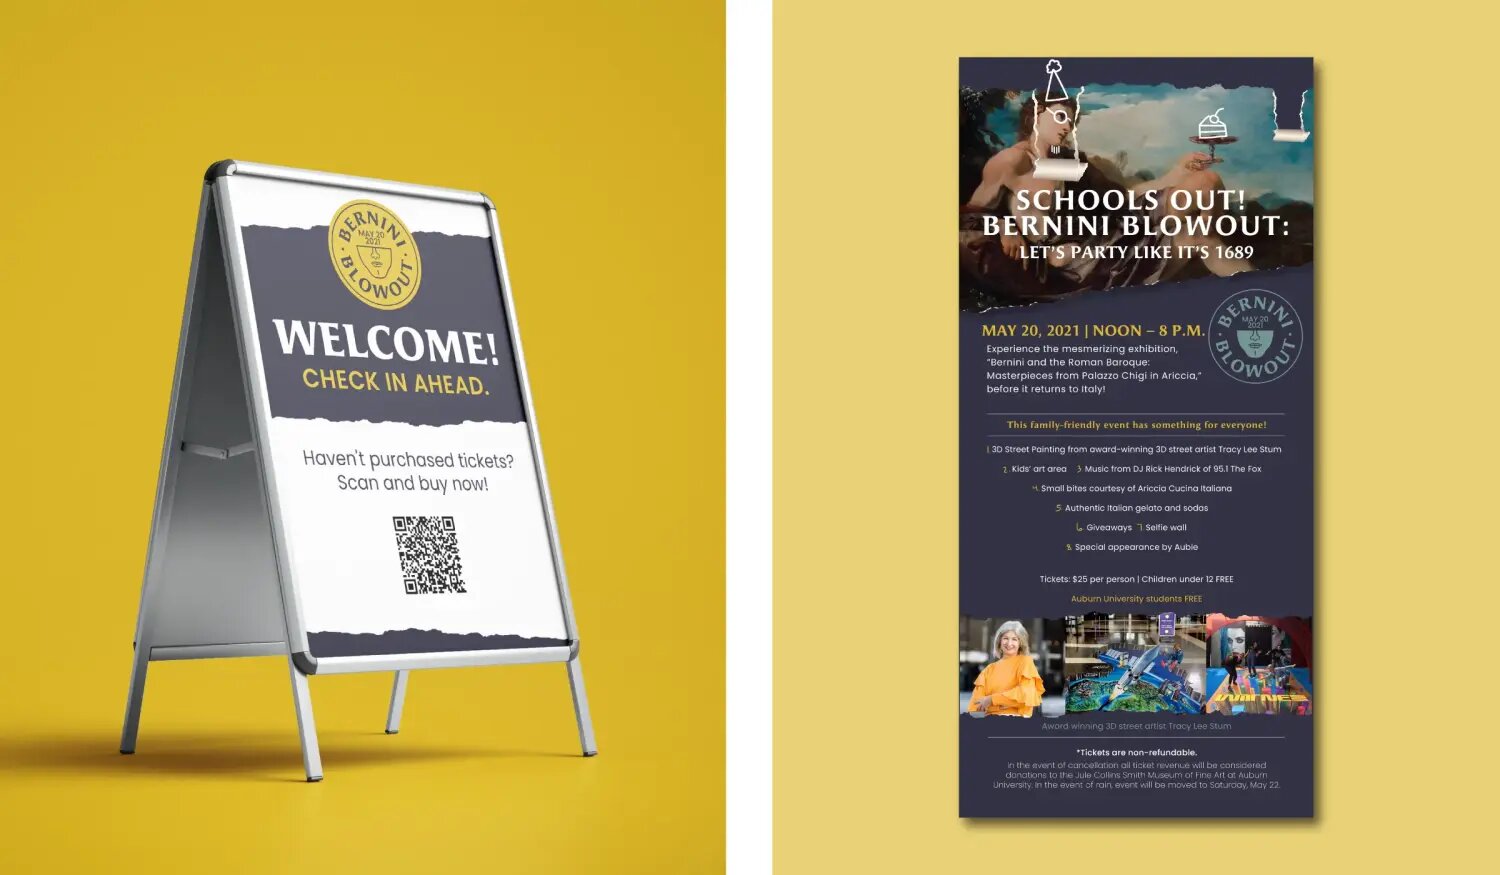 BERNINI
MAY 20
2021
BLOWOUT
WELCOME!
CHECK IN AHEAD.
Haven't purchased tickets?
Scan and buy now!
SCHOOLS OUT!
BERNINI BLOWOUT:
LET'S PARTY LIKE IT'S 1689
MAY 20, 2021 | NOON – 8 P.M.
BERNINI
MAY 20
2021
BLOWOUT
Experience the mesmerizing exhibition,
"Bernini and the Roman Baroque:
Masterpieces from Palazzo Chigi in Ariccia,"
before it returns to Italy!
This family-friendly event has something for everyone!
1. 3D Street Painting from award-winning 3D street artist Tracy Lee Stum
2. Kids' art area 3. Music from DJ Rick Hendrick of 95.1 The Fox
4. Small bites courtesy of Ariccia Cucina Italiana
5. Authentic Italian gelato and sodas
6. Giveaways 7. Selfie wall
8. Special appearance by Aubie
Tickets: $25 per person | Children under 12 FREE
Auburn University students FREE
Award winning 3D street artist Tracy Lee Stum
*Tickets are non-refundable.
In the event of cancellation all ticket revenue will be considered
donations to the Jule Collins Smith Museum of Fine Art at Auburn
University. In the event of rain, event will be moved to Saturday, May 22.